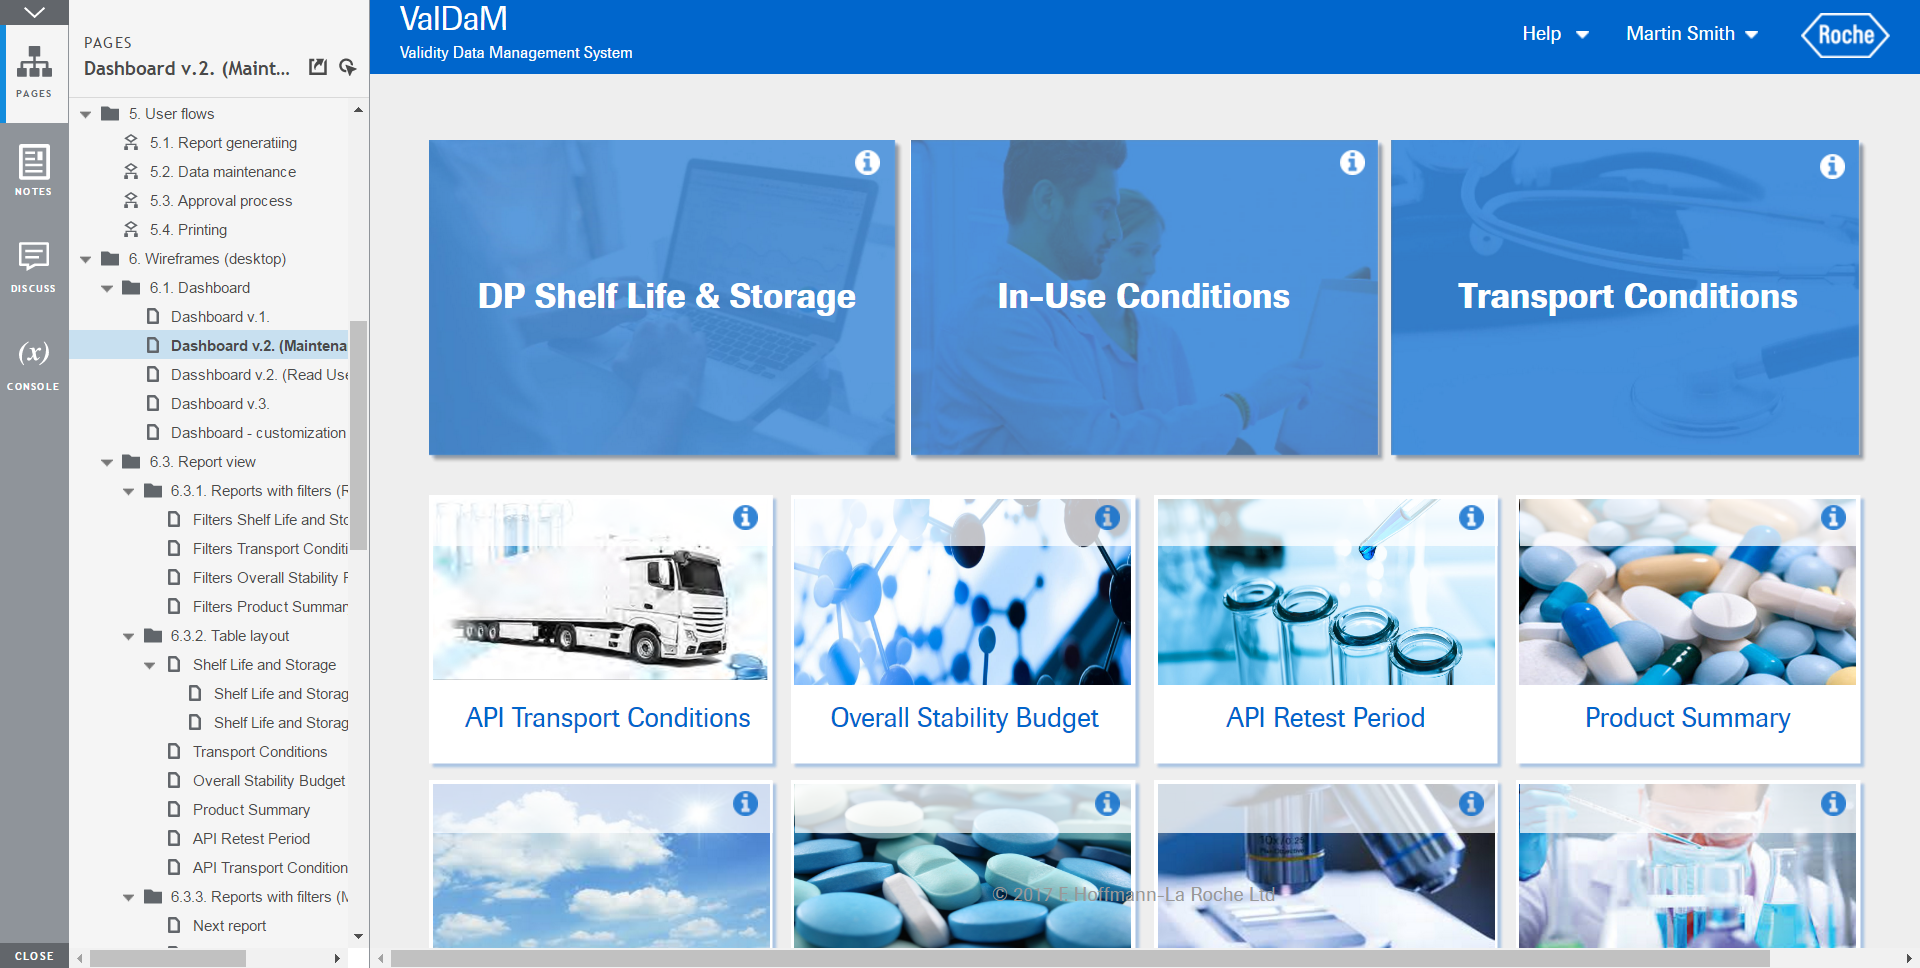 PAGES
NOTES
DISCUSS
(x)
CONSOLE
CLOSE
PAGES
Dashboard v.2. (Maint...
5. User flows
5.1. Report generatiing
5.2. Data maintenance
5.3. Approval process
5.4. Printing
6. Wireframes (desktop)
6.1. Dashboard
Dashboard v.1.
Dashboard v.2. (Maintena
Dasshboard v.2. (Read Use
Dashboard v.3.
Dashboard - customization
6.3. Report view
6.3.1. Reports with filters (R
Filters Shelf Life and Sto
Filters Transport Conditi
Filters Overall Stability
Filters Product Summar
6.3.2. Table layout
Shelf Life and Storage
Shelf Life and Storag
Shelf Life and Storag
Transport Conditions
Overall Stability Budget
Product Summary
API Retest Period
API Transport Condition
6.3.3. Reports with filters (M
Next report
ValDaM
Validity Data Management System
Help
Martin Smith
Roche
DP Shelf Life & Storage
In-Use Conditions
Transport Conditions
API Transport Conditions
Overall Stability Budget
API Retest Period
Product Summary
10x/0.25
© 2017 F. Hoffmann-La Roche Ltd